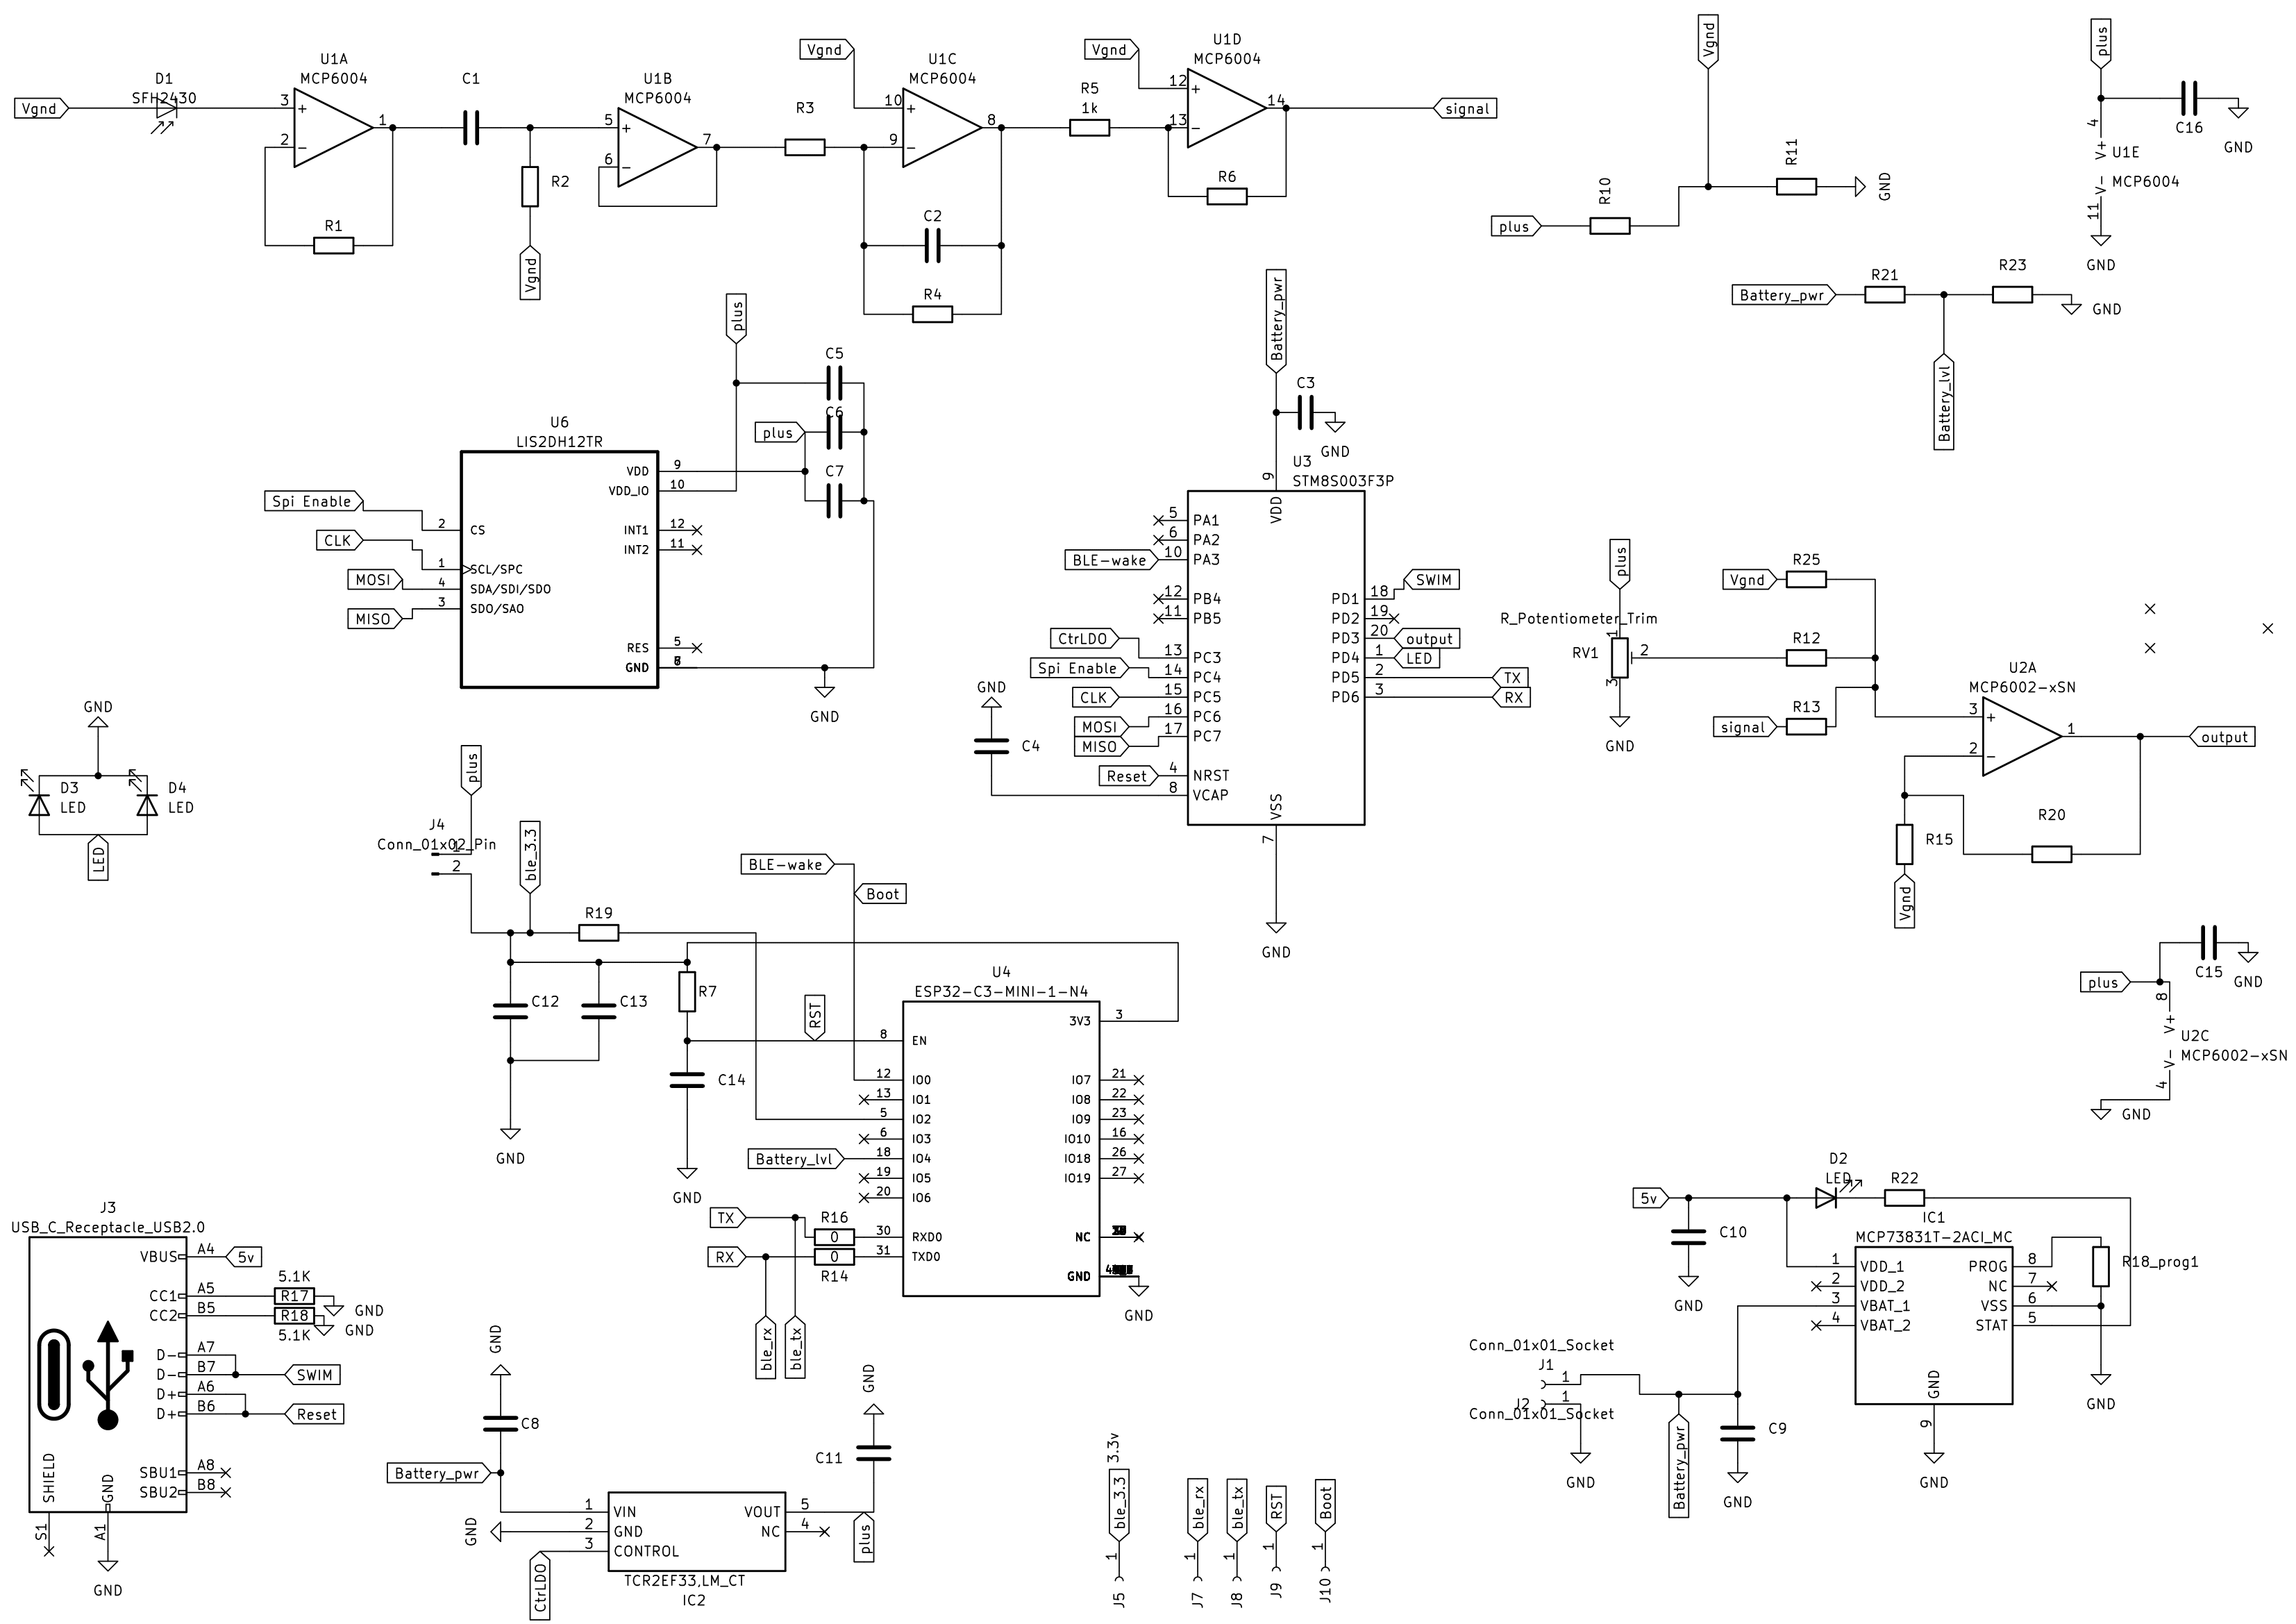 Vgnd
D1
SFH2430
U1A
MCP6004
3
2
1
R1
C1
R2
Vgnd
U1B
MCP6004
5
6
7
R3
Vgnd
U1C
MCP6004
10
9
8
C2
R4
R5
1k
Vgnd
U1D
MCP6004
12
13
14
R6
signal
Vgnd
plus
R10
R11
GND
plus
C16
GND
4
V+
U1E
MCP6004
V-
11
GND
Battery_pwr
R21
R23
GND
Battery_lvl
plus
C5
C6
plus
C7
U6
LIS2DH12TR
Spi Enable
2
CS
CLK
1
SCL/SPC
MOSI
4
SDA/SDI/SDO
MISO
3
SDO/SAO
VDD
9
VDD_IO
10
INT1
12
INT2
11
RES
5
GND
GND
Battery_pwr
C3
GND
U3
STM8S003F3P
9
VDD
5
PA1
6
PA2
BLE-wake
10
PA3
12
PB4
11
PB5
CtrLDO
13
PC3
Spi Enable
14
PC4
CLK
15
PC5
MOSI
16
PC6
MISO
17
PC7
Reset
4
NRST
8
VCAP
GND
C4
PD1
18
SWIM
PD2
19
PD3
20
output
PD4
1
LED
PD5
2
TX
PD6
3
RX
VSS
7
GND
plus
R_Potentiometer_Trim
RV1
1
2
3
GND
Vgnd
R25
R12
signal
R13
U2A
MCP6002-xSN
3
2
1
output
R15
R20
Vgnd
plus
C15
GND
8
V+
U2C
MCP6002-xSN
V-
4
GND
GND
D3
LED
D4
LED
LED
plus
J4
Conn_01x02_Pin
1
2
ble_3.3
R19
C12
C13
GND
R7
C14
GND
RST
BLE-wake
Boot
U4
ESP32-C3-MINI-1-N4
3V3
3
8
EN
12
IO0
13
IO1
5
IO2
6
IO3
Battery_lvl
18
IO4
19
IO5
20
IO6
TX
R16
0
30
RXD0
RX
0
R14
31
TXD0
IO7
21
IO8
22
IO9
23
IO10
16
IO18
26
IO19
27
NC
GND
GND
ble_rx
ble_tx
J3
USB_C_Receptacle_USB2.0
VBUS
A4
5v
CC1
A5
5.1K
R17
GND
CC2
B5
R18
5.1K
GND
D-
A7
D-
B7
SWIM
D+
A6
D+
B6
Reset
SBU1
A8
SBU2
B8
SHIELD
GND
S1
A1
GND
GND
C8
Battery_pwr
GND
1
VIN
2
GND
3
CONTROL
VOUT
5
NC
4
CtrLDO
TCR2EF33,LM_CT
IC2
plus
C11
GND
3.3v
ble_3.3
1
J5
ble_rx
1
J7
ble_tx
1
J8
RST
1
J9
Boot
1
J10
5v
C10
GND
D2
LED
R22
IC1
MCP73831T-2ACI_MC
1
VDD_1
2
VDD_2
3
VBAT_1
4
VBAT_2
PROG
8
NC
7
VSS
6
STAT
5
GND
9
GND
R18_prog1
GND
Conn_01x01_Socket
J1
1
J2
1
Conn_01x01_Socket
GND
Battery_pwr
C9
GND